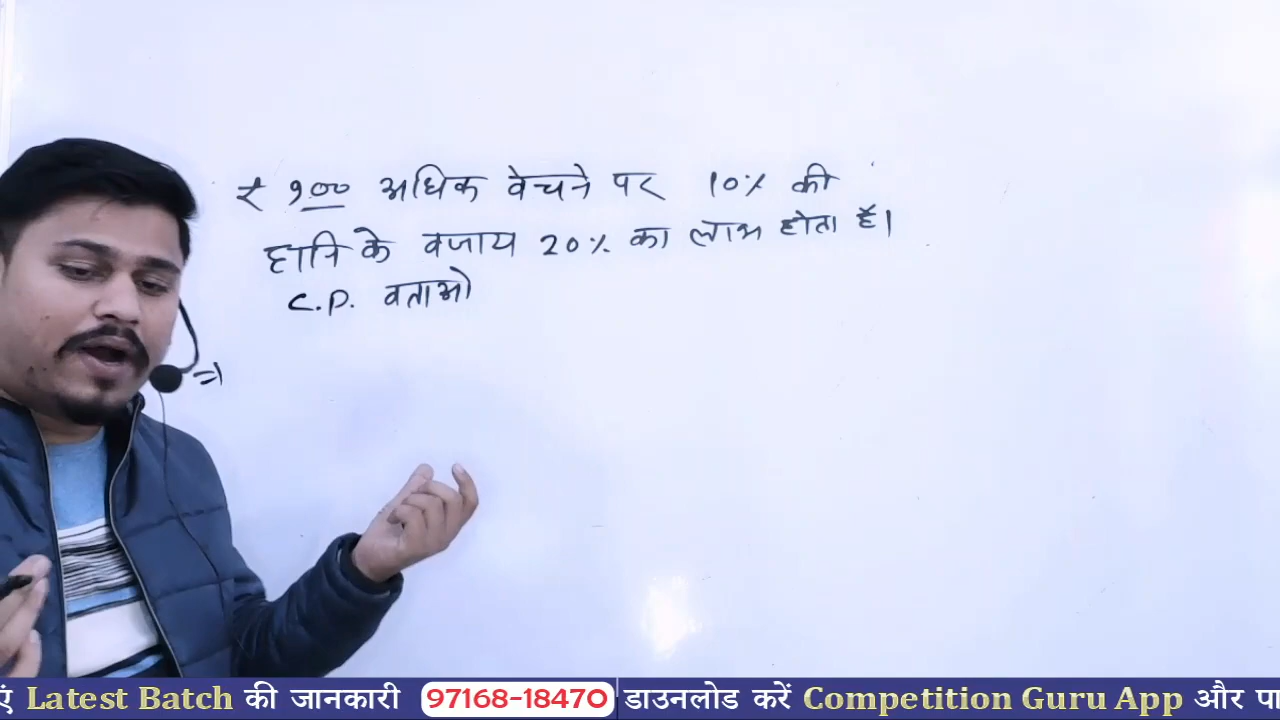 ₹ 900 अधिक बेचने पर 10% की
हानि के बजाय 20% का लाभ होता है।
C.P. बताओ
=)
एं Latest Batch की जानकारी 97168-18470 डाउनलोड करें Competition Guru App और पा